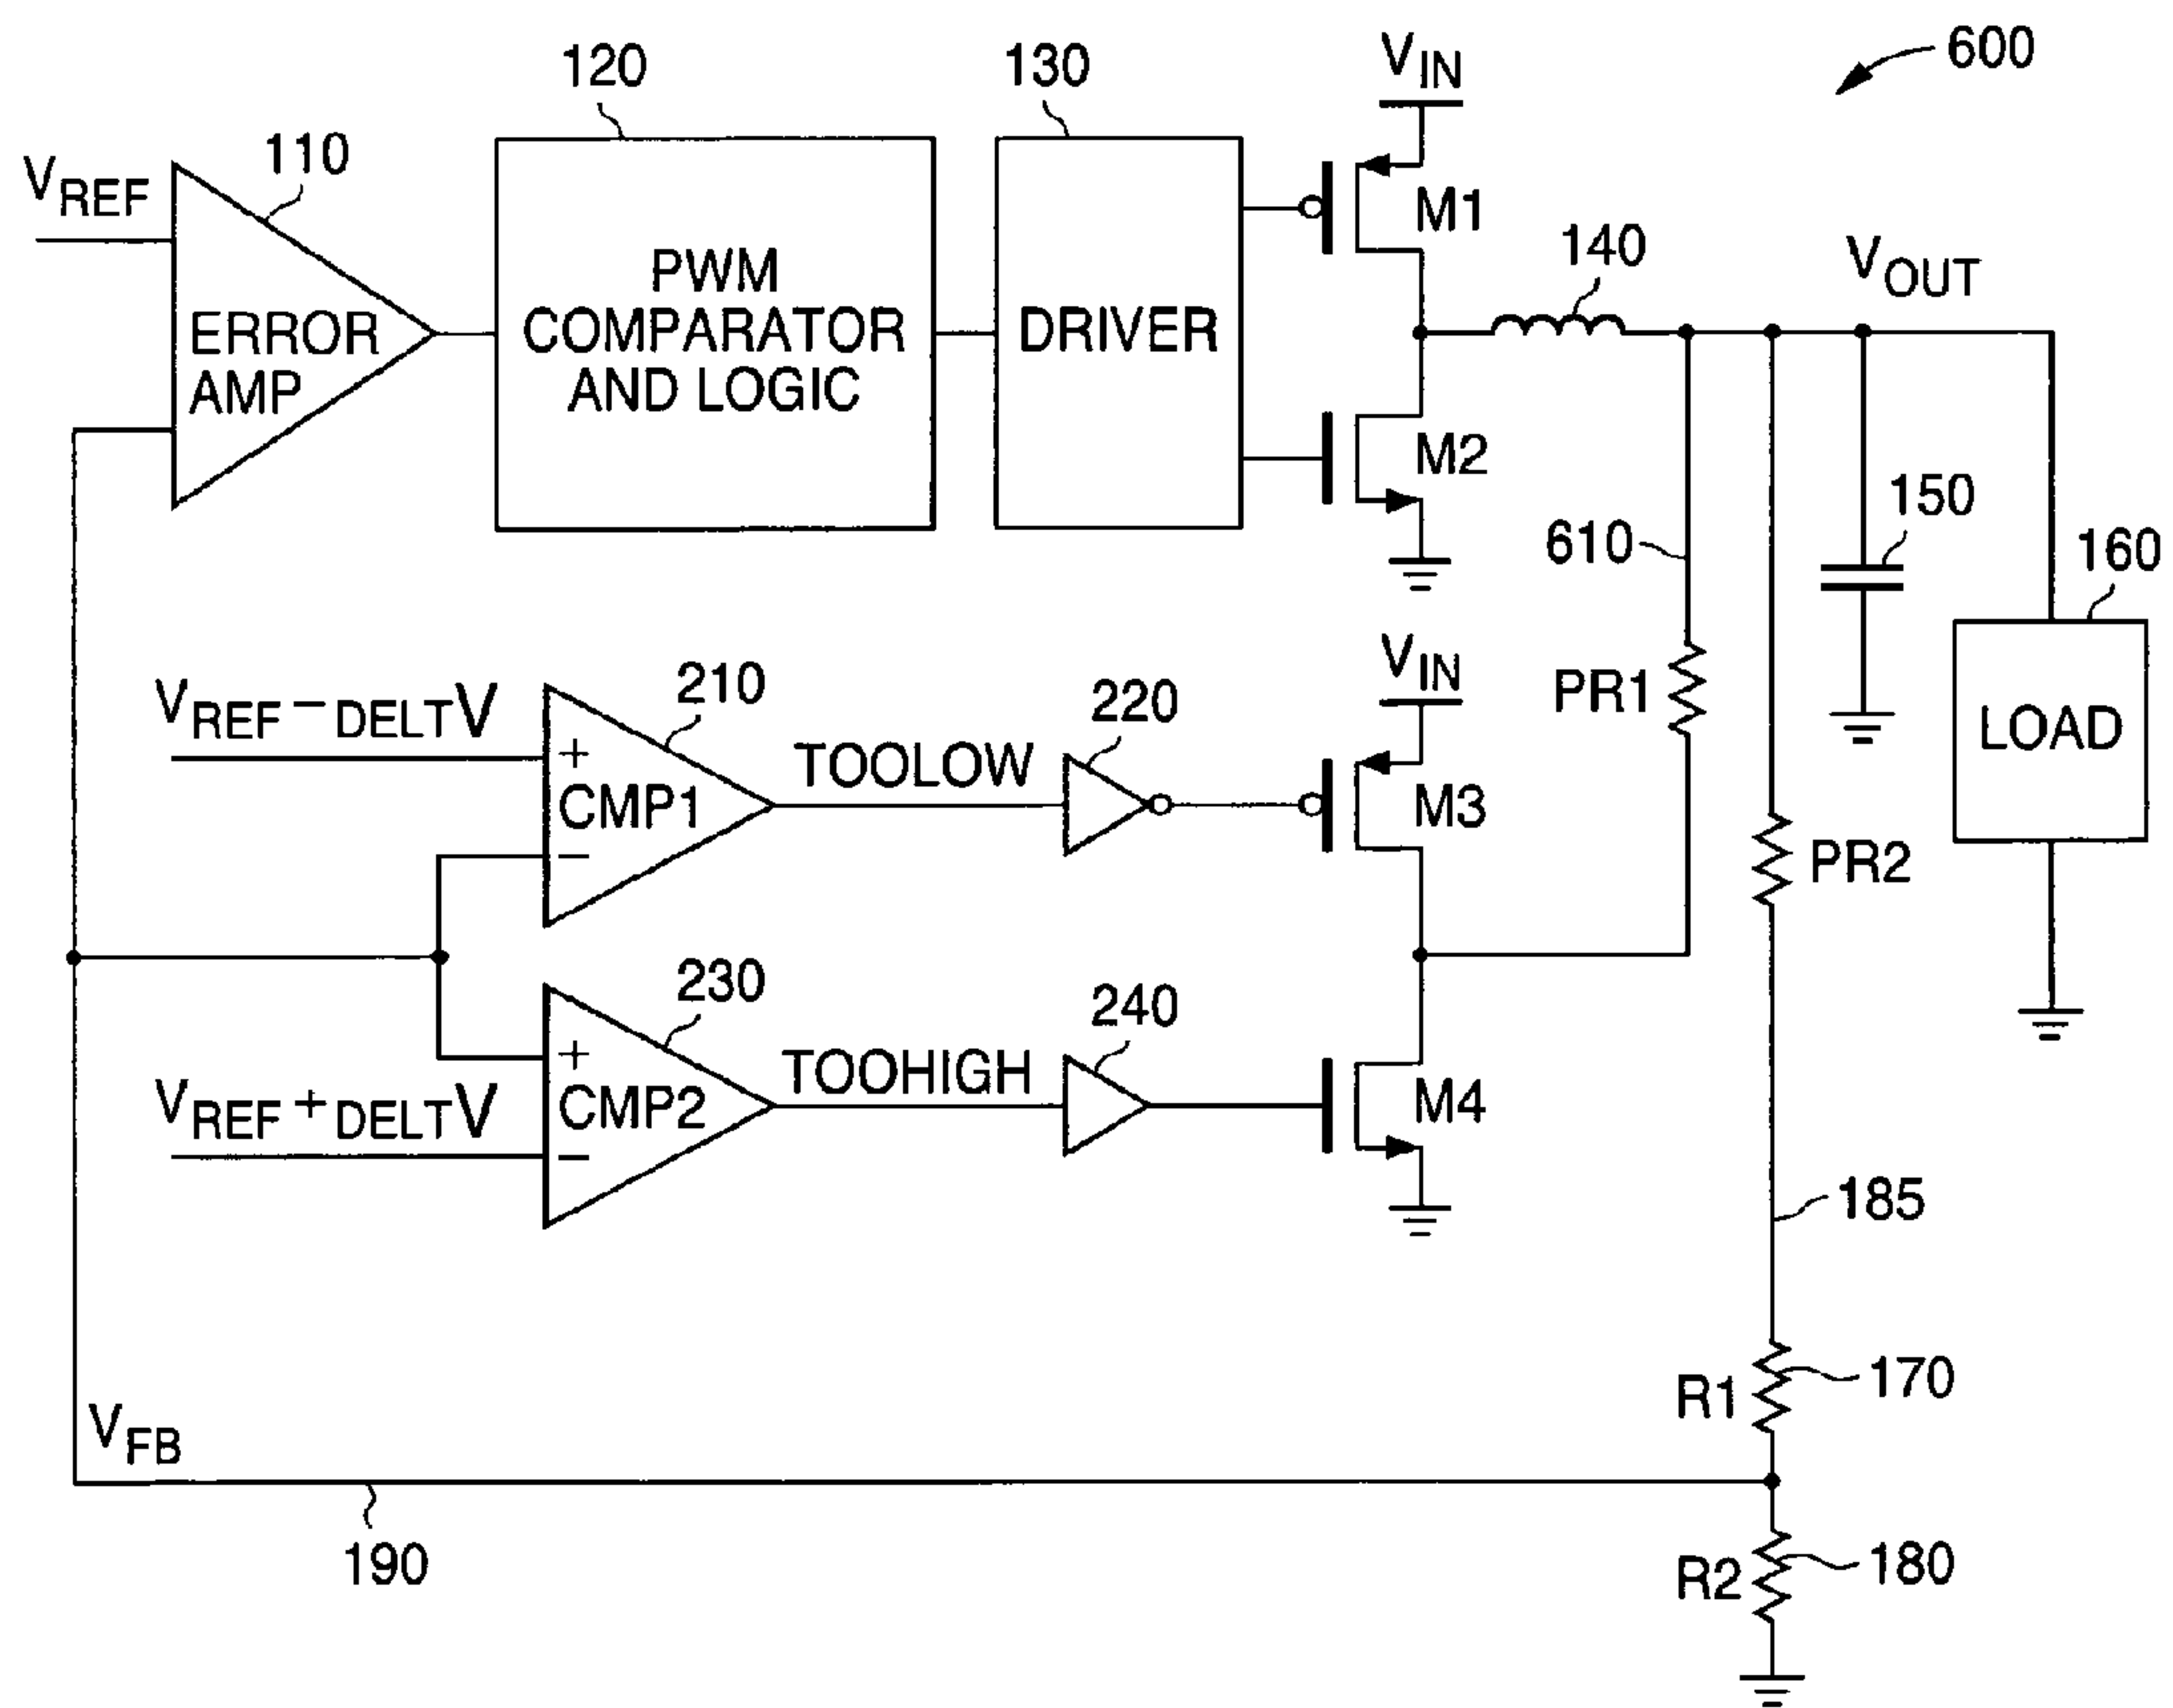 600
120
130
VIN
110
VREF
M1
140
VOUT
PWM
COMPARATOR
AND LOGIC
DRIVER
ERROR
AMP
M2
150
610
160
VIN
210
220
PR1
VREF-DELTV
LOAD
+
TOOLOW
CMP1
M3
−
PR2
230
240
+
TOOHIGH
CMP2
M4
VREF+DELTV
−
185
170
R1
VFB
190
R2
180